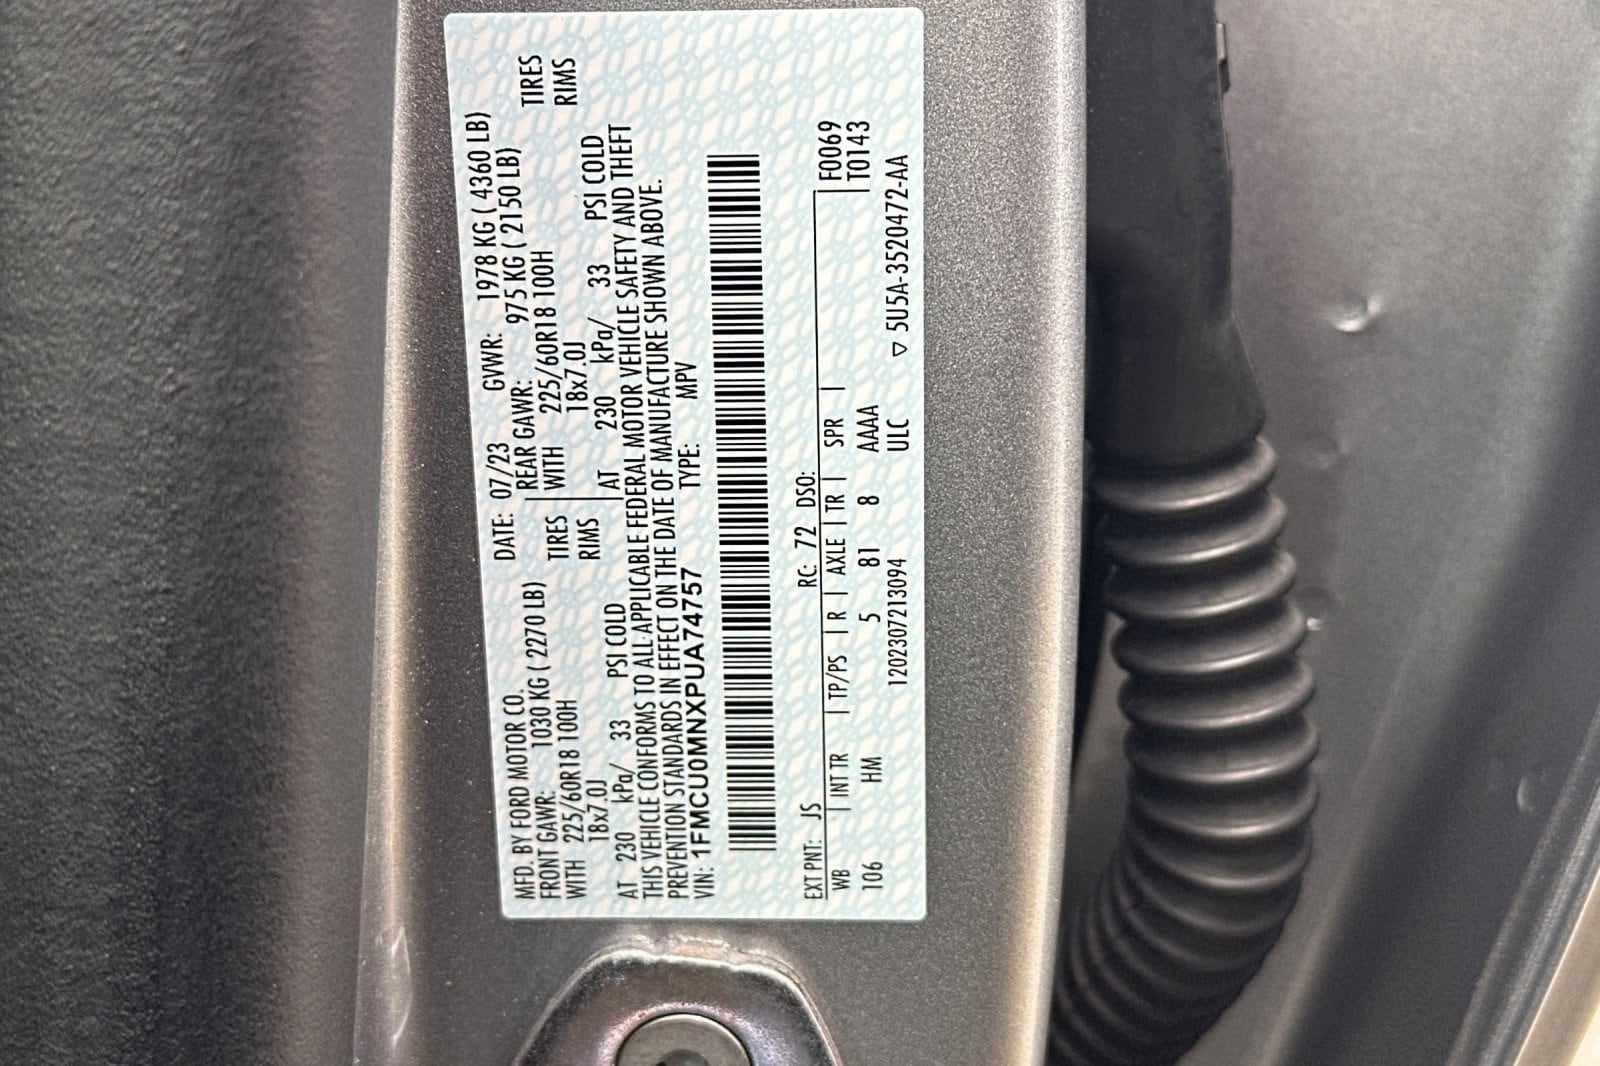 MFD. BY FORD MOTOR CO. DATE: 07/23 GVWR: 1978 KG ( 4360 LB)
FRONT GAWR: 1030 KG ( 2270 LB) REAR GAWR: 975 KG ( 2150 LB)
WITH 225/60R18 100H TIRES WITH 225/60R18 100H TIRES
18x7.0J RIMS 18x7.0J RIMS
AT 230 kPa/ 33 PSI COLD AT 230 kPa/ 33 PSI COLD
THIS VEHICLE CONFORMS TO ALL APPLICABLE FEDERAL MOTOR VEHICLE SAFETY AND THEFT
PREVENTION STANDARDS IN EFFECT ON THE DATE OF MANUFACTURE SHOWN ABOVE.
VIN: 1FMCU0MNXPUA74757 TYPE: MPV
EXT PNT: JS RC: 72 DSO: F0069
WB | INT TR | TP/PS | R | AXLE | TR | SPR | T0143
106 HM 5 81 8 AAAA
1202307213094 ULC ▽ 5U5A-3520472-AA